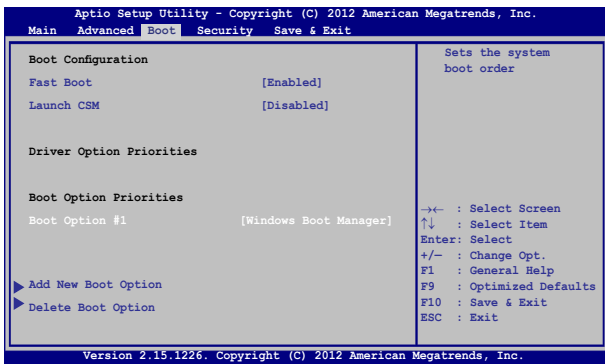 Aptio Setup Utility - Copyright (C) 2012 American Megatrends, Inc.
Main Advanced Boot Security Save & Exit
Boot Configuration
Fast Boot [Enabled]
Launch CSM [Disabled]
Driver Option Priorities
Boot Option Priorities
Boot Option #1 [Windows Boot Manager]
Add New Boot Option
Delete Boot Option
Sets the system
boot order
→← : Select Screen
↑↓ : Select Item
Enter: Select
+/— : Change Opt.
F1 : General Help
F9 : Optimized Defaults
F10 : Save & Exit
ESC : Exit
Version 2.15.1226. Copyright (C) 2012 American Megatrends, Inc.